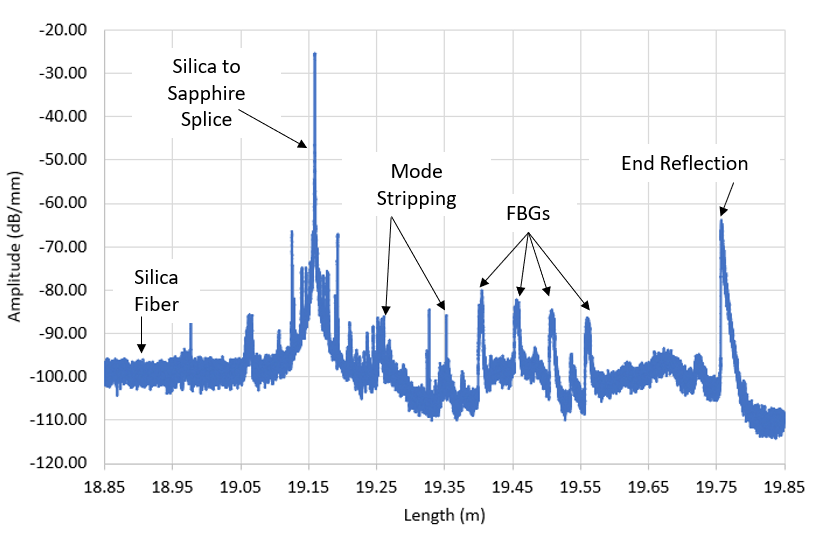 -20.00
-30.00
-40.00
-50.00
-60.00
-70.00
-80.00
-90.00
-100.00
-110.00
-120.00
Amplitude (dB/mm)
Silica to
Sapphire
Splice
Mode
Stripping
End Reflection
FBGs
Silica
Fiber
18.85 18.95 19.05 19.15 19.25 19.35 19.45 19.55 19.65 19.75 19.85
Length (m)